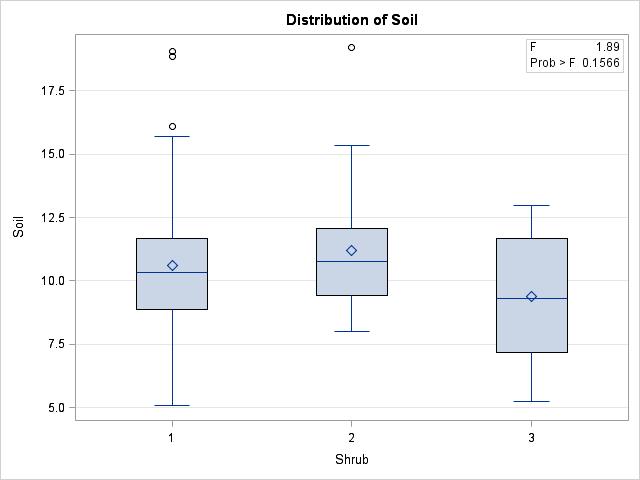 Distribution of Soil
F 1.89
Prob > F 0.1566
17.5
15.0
12.5
10.0
7.5
5.0
Soil
1 2 3
Shrub